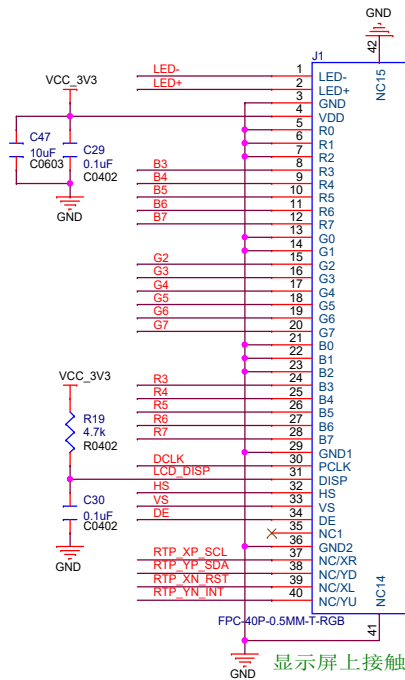 GND
42
J1
NC15
LED- 1 LED-
LED+ 2 LED+
3 GND
VCC_3V3
4 VDD
5 R0
6 R1
7 R2
C47
10uF
C0603
C29
0.1uF
C0402
GND
B3 8 R3
B4 9 R4
B5 10 R5
B6 11 R6
B7 12 R7
13 G0
14 G1
G2 15 G2
G3 16 G3
G4 17 G4
G5 18 G5
G6 19 G6
G7 20 G7
21 B0
22 B1
23 B2
VCC_3V3
R3 24 B3
R4 25 B4
R5 26 B5
R6 27 B6
R7 28 B7
R19
4.7k
R0402
29 GND1
DCLK 30 PCLK
LCD_DISP 31 DISP
HS 32 HS
VS 33 VS
DE 34 DE
C30
0.1uF
C0402
GND
35 NC1
36 GND2
RTP_XP_SCL 37 NC/XR
RTP_YP_SDA 38 NC/YD
RTP_XN_RST 39 NC/XL
RTP_YN_INT 40 NC/YU
NC14
41
FPC-40P-0.5MM-T-RGB
GND
显示屏上接触